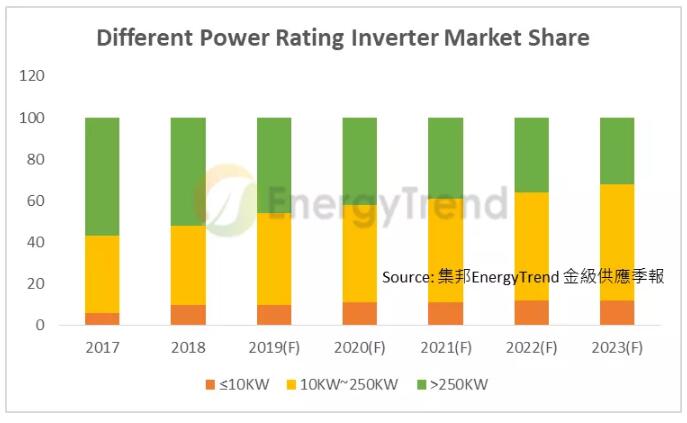 Different Power Rating Inverter Market Share
120
100
80
60
40
20
0
EnergyTrend
Source: 集邦EnergyTrend 金級供應季報
2017 2018 2019(F) 2020(F) 2021(F) 2022(F) 2023(F)
≤10KW 10KW~250KW >250KW